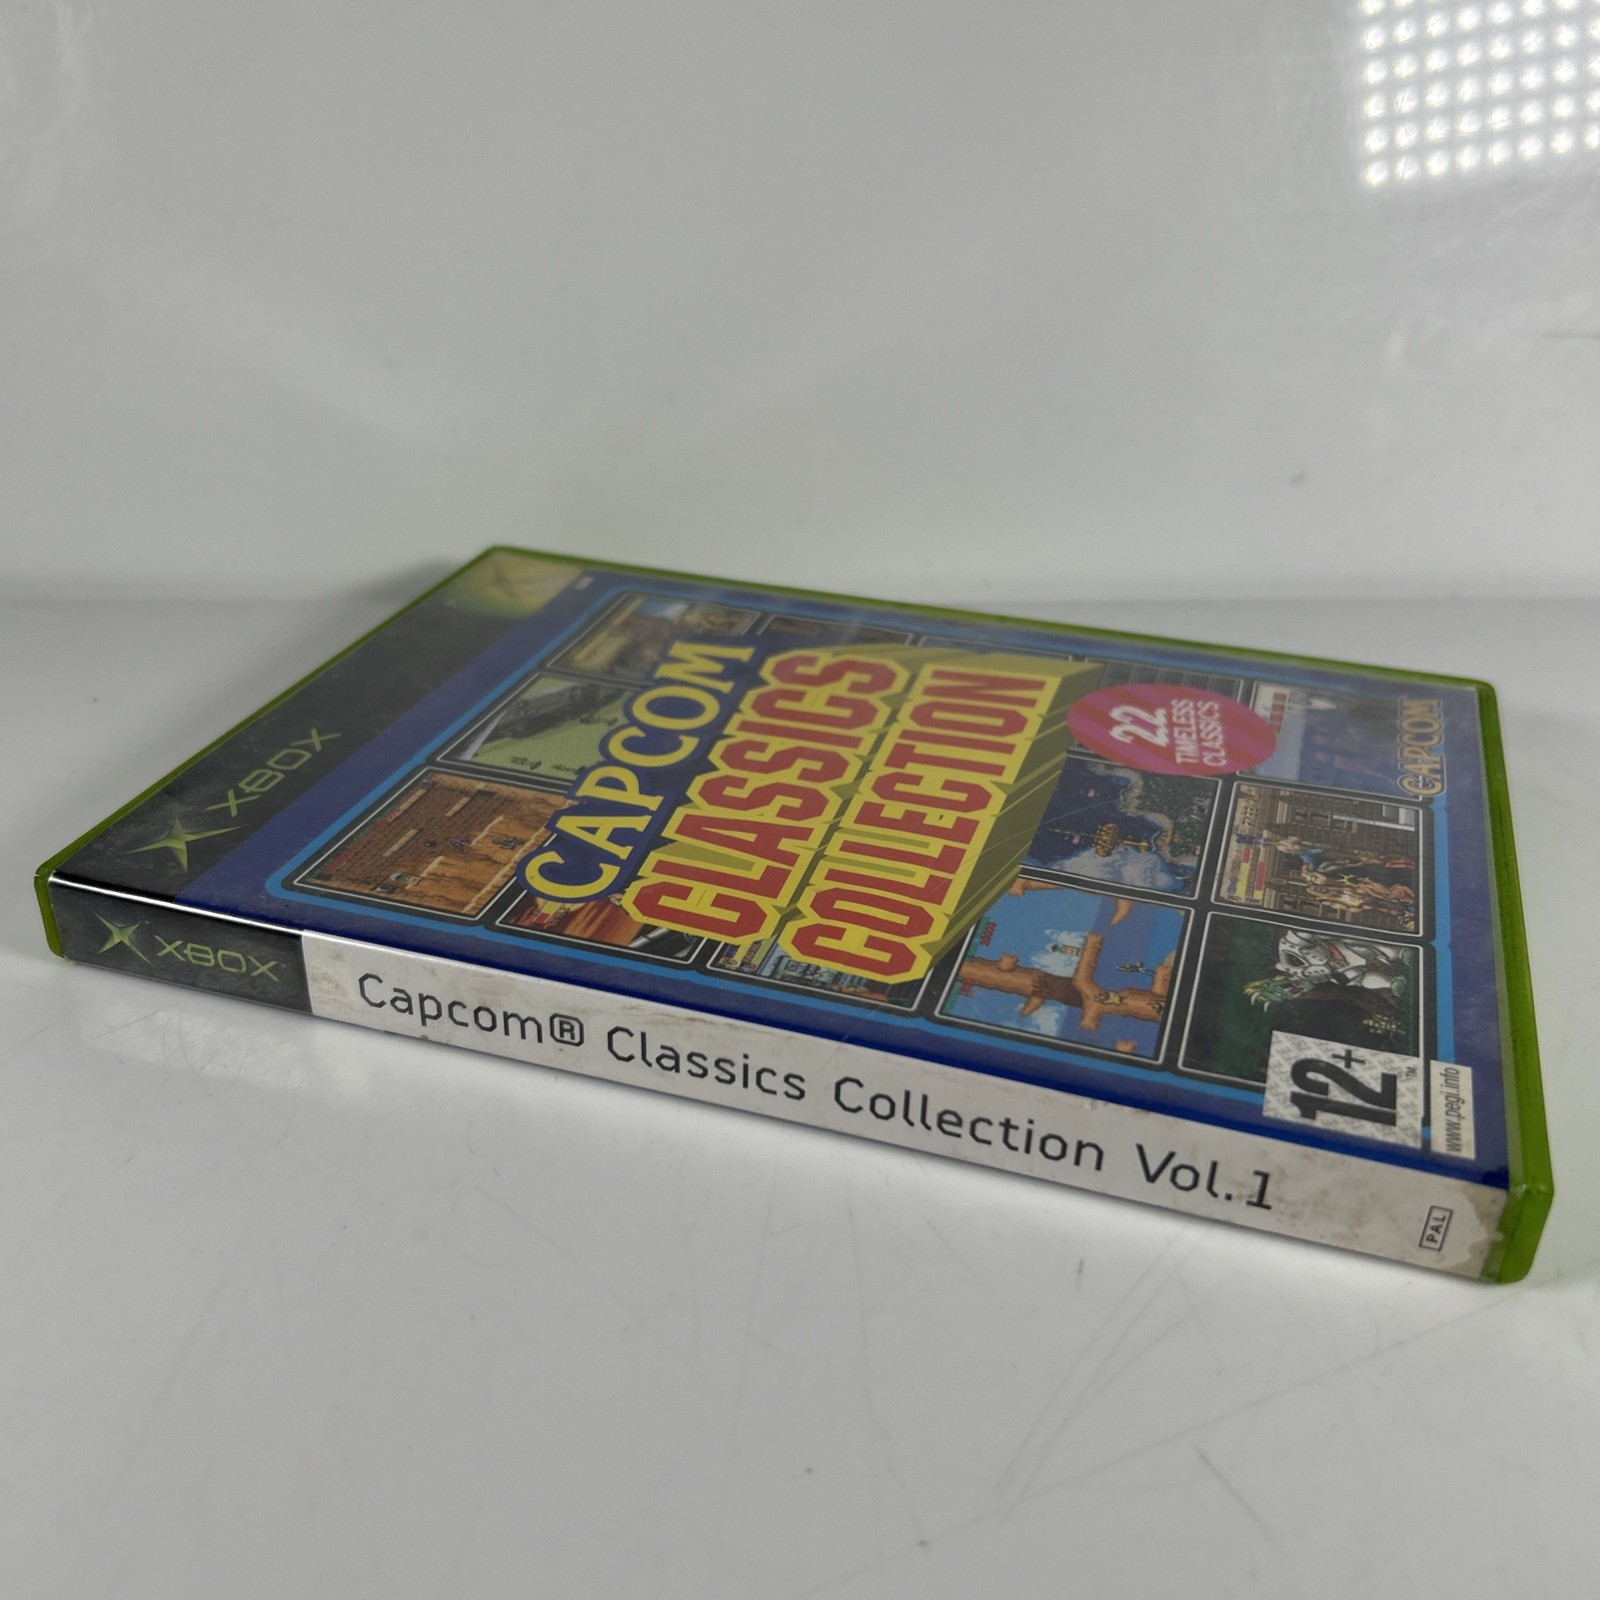 XBOX
CAPCOM
CLASSICS
COLLECTION
22
TIMELESS
CLASSICS
CAPCOM
12+
™
www.pegi.info
XBOX
Capcom® Classics Collection Vol.1
PAL